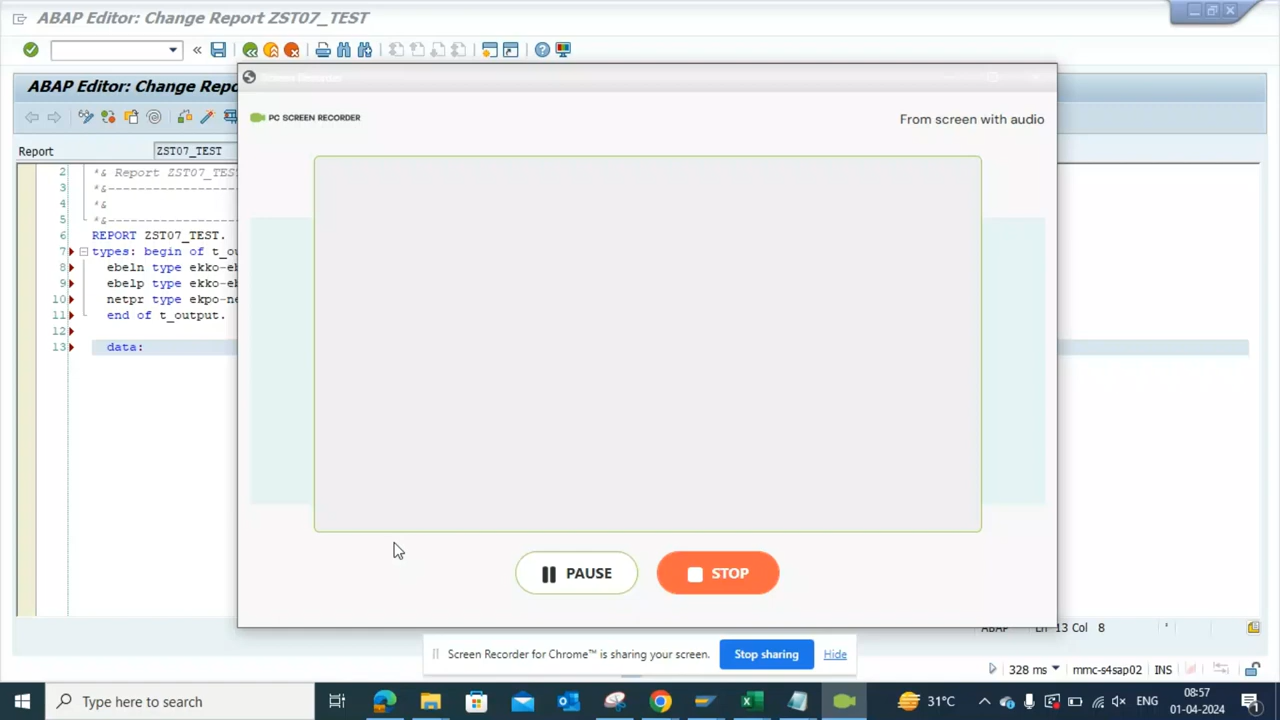 ABAP Editor: Change Report ZST07_TEST
ABAP Editor: Change Repo
Screen Recorder
PC SCREEN RECORDER
From screen with audio
Report
ZST07_TEST
2 *& Report ZST07_TEST
3 *&
4 *&
5 *&
6 REPORT ZST07_TEST.
7 types: begin of t_ou
8 ebeln type ekko-eb
9 ebelp type ekko-eb
10 netpr type ekpo-ne
11 end of t_output.
12
13 data:
PAUSE
STOP
ABAP
Ln 13 Col 8
Screen Recorder for Chrome™ is sharing your screen.
Stop sharing
Hide
328 ms
mmc-s4sap02
INS
Type here to search
31°C
ENG
08:57
01-04-2024
1